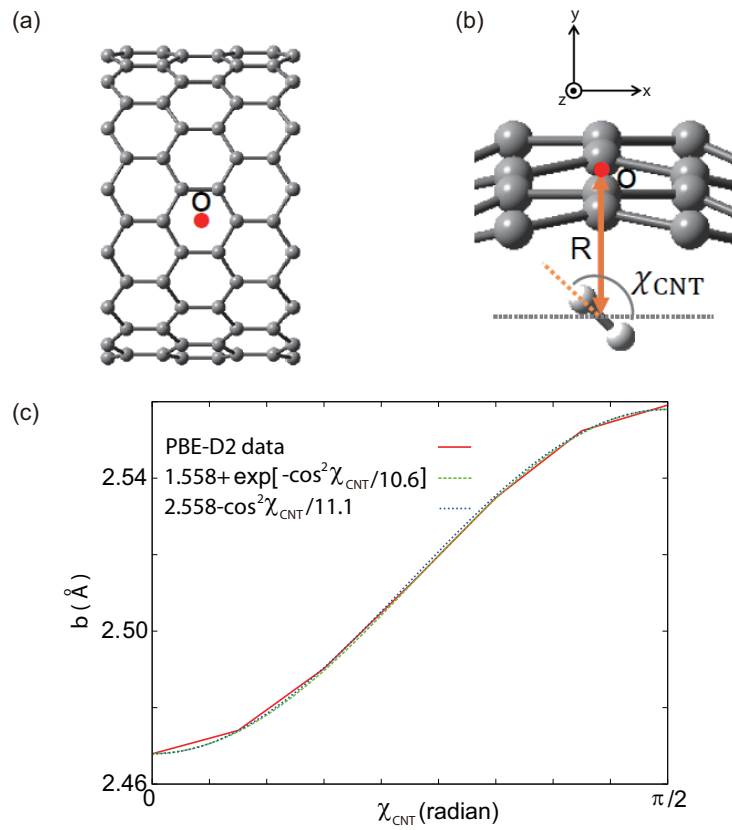 (a)
O
(b)
y
z
x
O
R
χCNT
(c)
PBE-D2 data
1.558+exp[-cos²χCNT/10.6]
2.558-cos²χCNT/11.1
2.54
b(Å)
2.50
2.46
0
π/2
χCNT(radian)